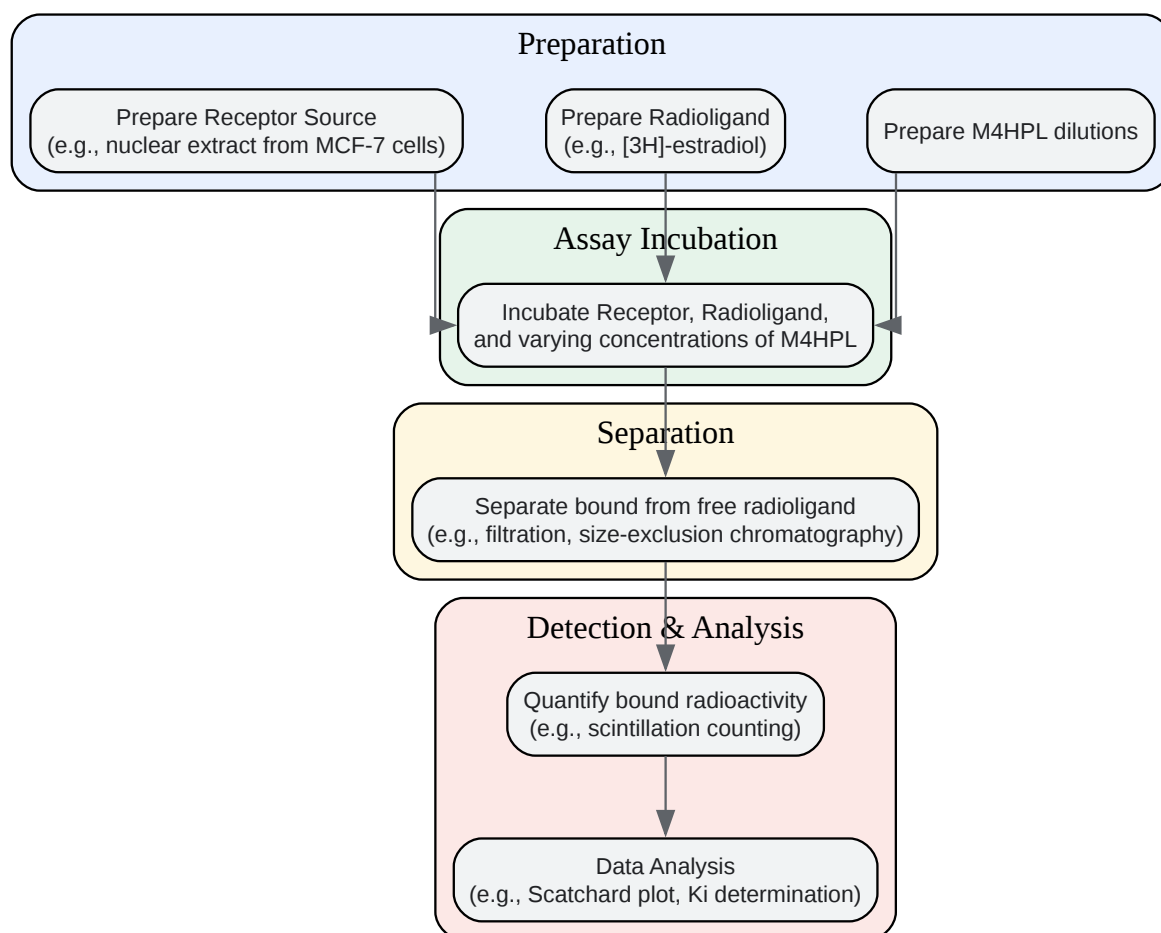 Preparation
Prepare Receptor Source
(e.g., nuclear extract from MCF-7 cells)
Prepare Radioligand
(e.g., [3H]-estradiol)
Prepare M4HPL dilutions
Assay Incubation
Incubate Receptor, Radioligand,
and varying concentrations of M4HPL
Separation
Separate bound from free radioligand
(e.g., filtration, size-exclusion chromatography)
Detection & Analysis
Quantify bound radioactivity
(e.g., scintillation counting)
Data Analysis
(e.g., Scatchard plot, Ki determination)